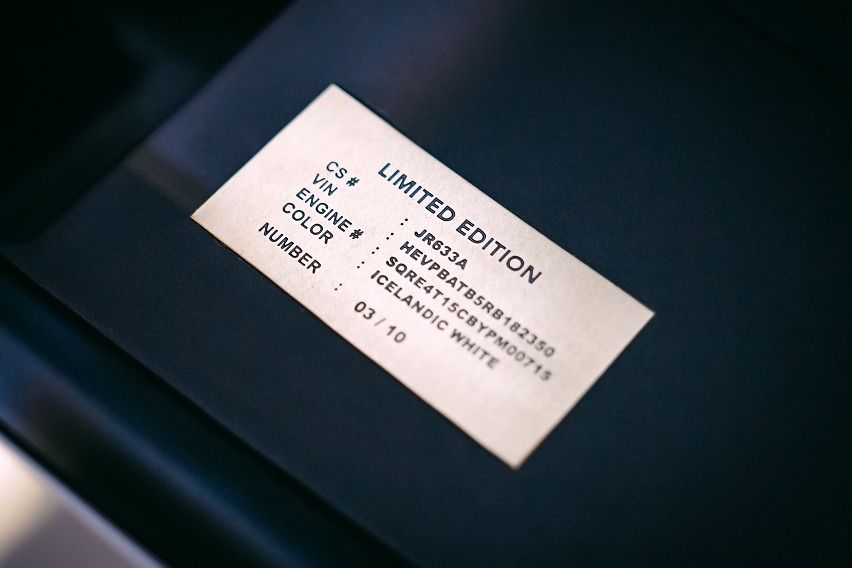 LIMITED EDITION
CS # : JR633A
VIN : HEVPBATB5RB182350
ENGINE # : SQRE4T15CBYPM00715
COLOR : ICELANDIC WHITE
NUMBER : 03 / 10